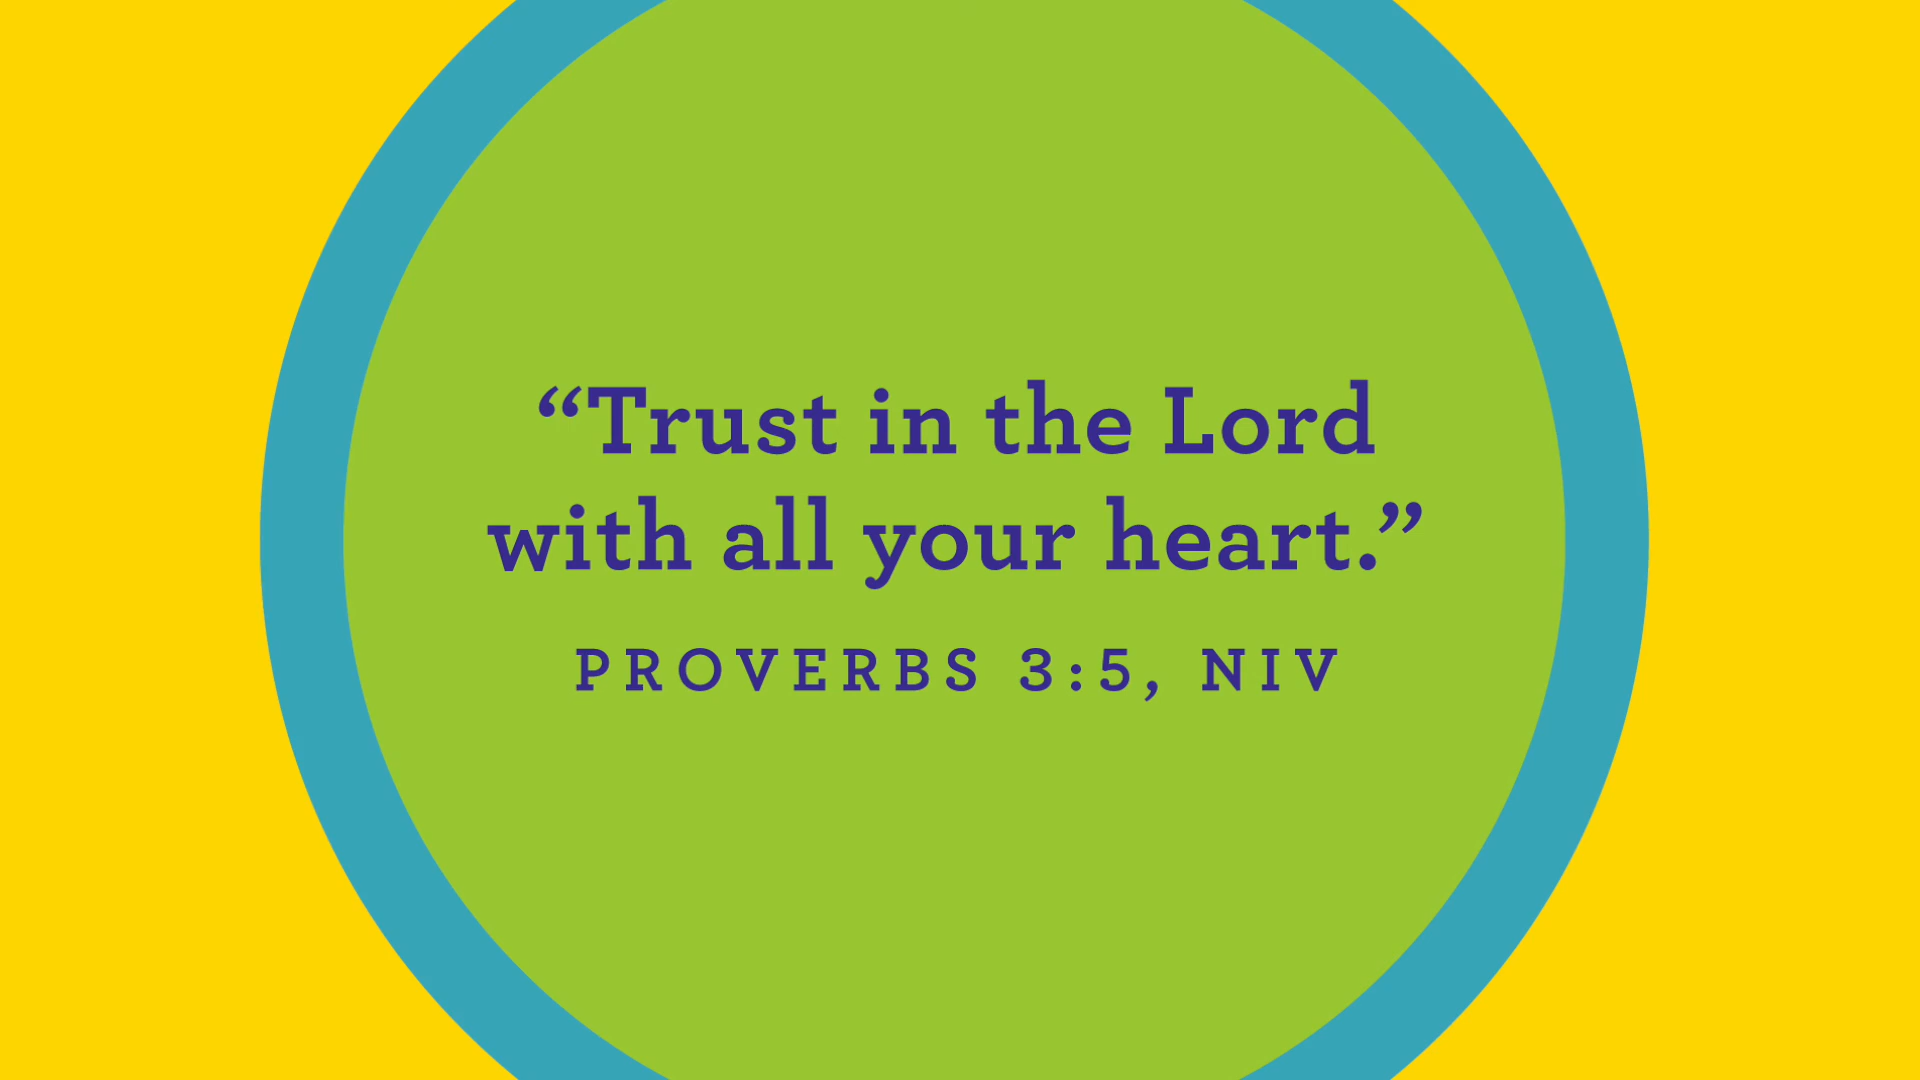 “Trust in the Lord
with all your heart.”
PROVERBS 3:5, NIV